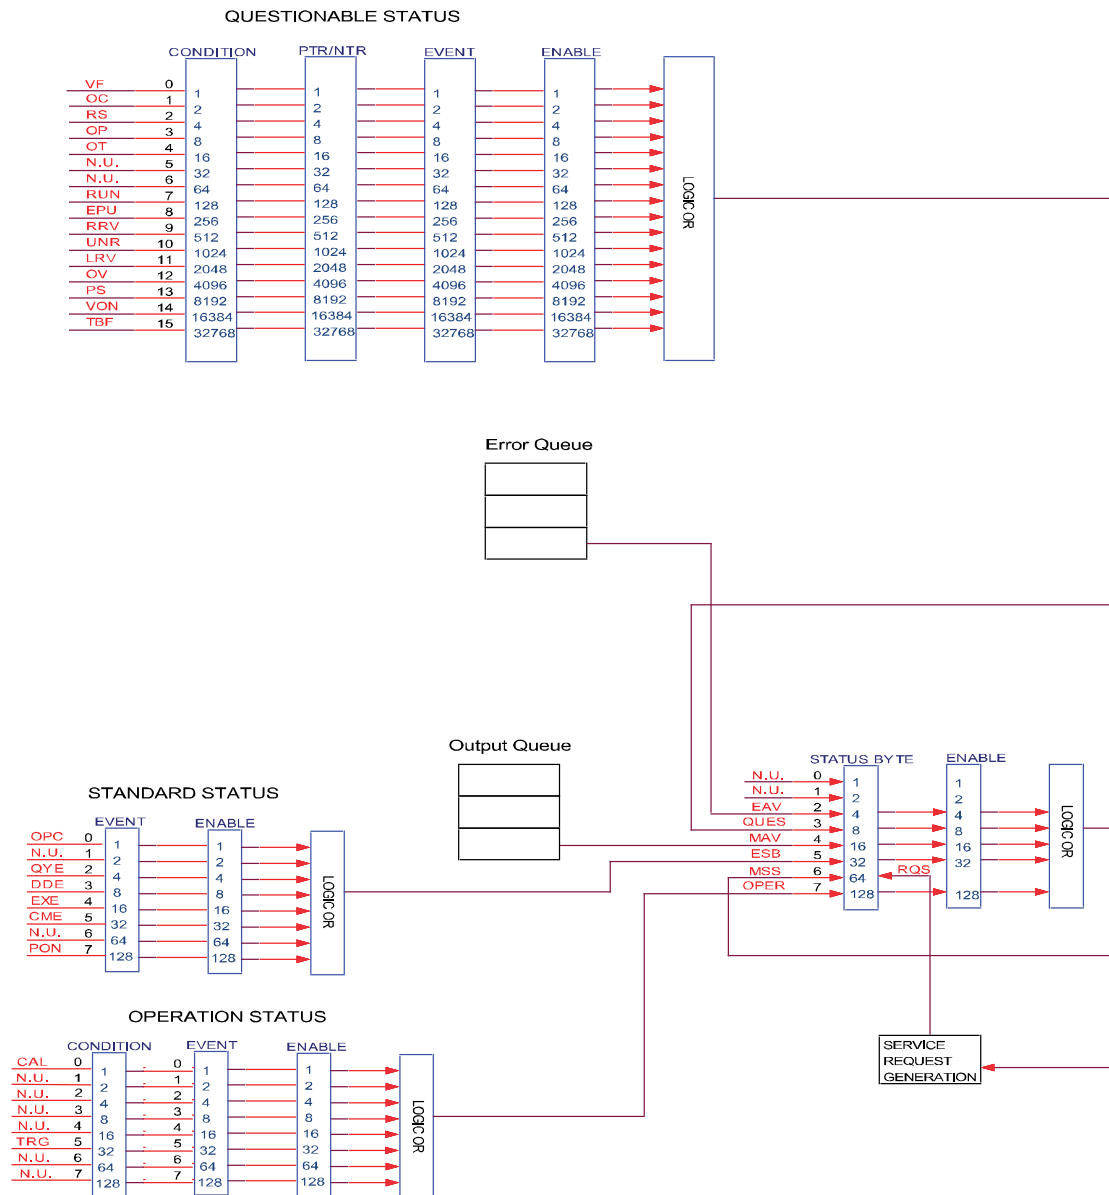 QUESTIONABLE STATUS
CONDITION PTR/NTR EVENT ENABLE
VF 0 1 1 1 1
OC 1 2 2 2 2
RS 2 4 4 4 4
OP 3 8 8 8 8
OT 4 16 16 16 16
N.U. 5 32 32 32 32
N.U. 6 64 64 64 64
RUN 7 128 128 128 128
EPU 8 256 256 256 256
RRV 9 512 512 512 512
UNR 10 1024 1024 1024 1024
LRV 11 2048 2048 2048 2048
OV 12 4096 4096 4096 4096
PS 13 8192 8192 8192 8192
VON 14 16384 16384 16384 16384
TBF 15 32768 32768 32768 32768
LOGIC OR
Error Queue
Output Queue
STATUS BYTE ENABLE
N.U. 0 1 1
N.U. 1 2 2
EAV 2 4 4
QUES 3 8 8
MAV 4 16 16
ESB 5 32 32
MSS 6 64 RQS
OPER 7 128 128
LOGIC OR
STANDARD STATUS
EVENT ENABLE
OPC 0 1 1
N.U. 1 2 2
QYE 2 4 4
DDE 3 8 8
EXE 4 16 16
CME 5 32 32
N.U. 6 64 64
PON 7 128 128
LOGIC OR
OPERATION STATUS
CONDITION EVENT ENABLE
CAL 0 1 0 1 1
N.U. 1 2 1 2 2
N.U. 2 4 2 4 4
N.U. 3 8 3 8 8
N.U. 4 16 4 16 16
TRG 5 32 5 32 32
N.U. 6 64 6 64 64
N.U. 7 128 7 128 128
LOGIC OR
SERVICE
REQUEST
GENERATION